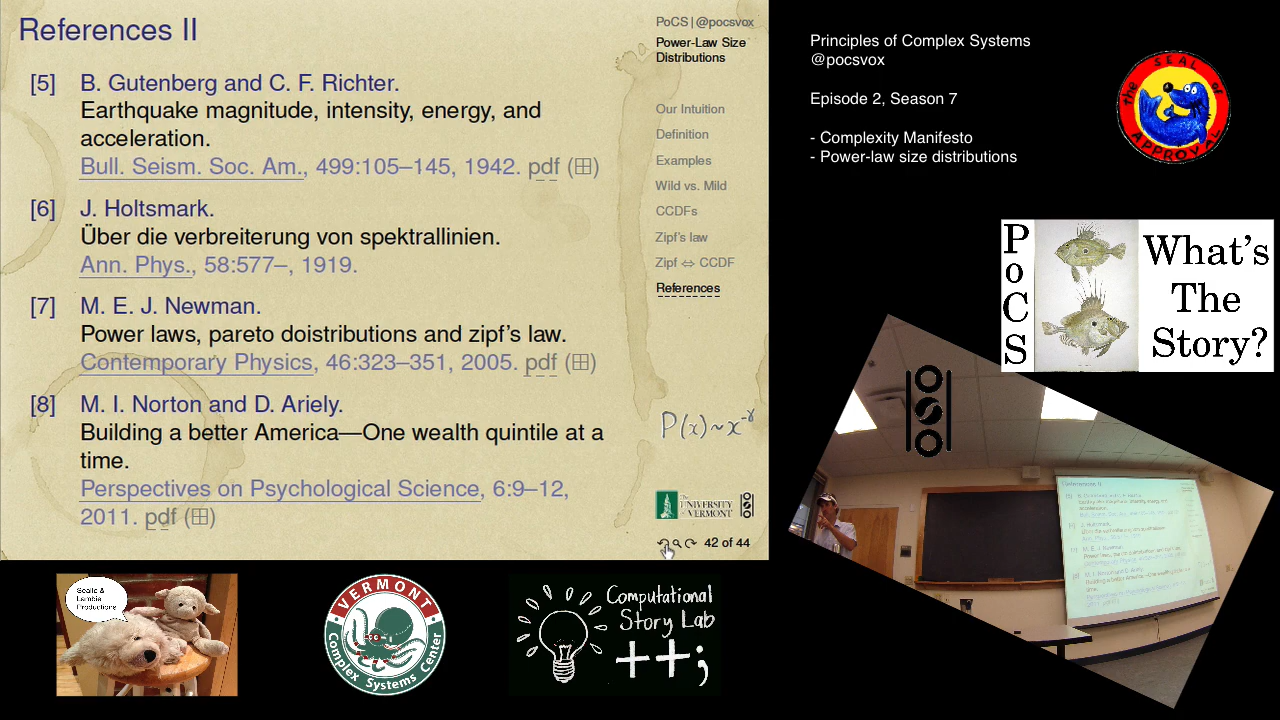 References II
[5] B. Gutenberg and C. F. Richter.
Earthquake magnitude, intensity, energy, and
acceleration.
Bull. Seism. Soc. Am., 499:105–145, 1942. pdf (⊞)
[6] J. Holtsmark.
Über die verbreiterung von spektrallinien.
Ann. Phys., 58:577–, 1919.
[7] M. E. J. Newman.
Power laws, pareto doistributions and zipf's law.
Contemporary Physics, 46:323–351, 2005. pdf (⊞)
[8] M. I. Norton and D. Ariely.
Building a better America—One wealth quintile at a
time.
Perspectives on Psychological Science, 6:9–12,
2011. pdf (⊞)
PoCS | @pocsvox
Power-Law Size
Distributions
Our Intuition
Definition
Examples
Wild vs. Mild
CCDFs
Zipf's law
Zipf ⇔ CCDF
References
P(x)~x^-γ
The
UNIVERSITY
of VERMONT
42 of 44
Principles of Complex Systems
@pocsvox
Episode 2, Season 7
- Complexity Manifesto
- Power-law size distributions
the SEAL of
APPROVAL
PoCS
What's
The
Story?
Sealie &
Lambie
Productions
VERMONT
Complex Systems Center
Computational
Story Lab
++;